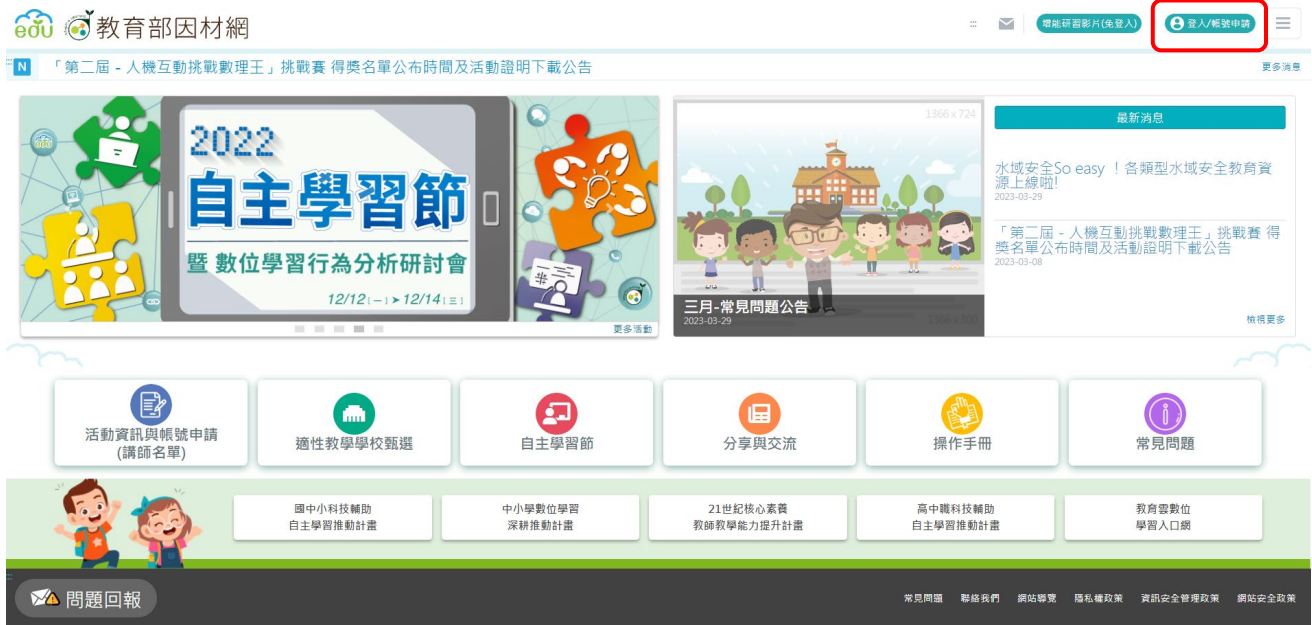 edu 教育部因材網
增能研習影片(免登入)
登入/帳號申請
N 「第二屆 - 人機互動挑戰數理王」挑戰賽 得獎名單公布時間及活動證明下載公告
更多消息
2022
自主學習節
暨 數位學習行為分析研討會
12/12(一)➤12/14(三)
更多活動
1366 x 724
三月-常見問題公告
2023-03-29
最新消息
水域安全So easy ！各類型水域安全教育資
源上線啦!
2023-03-29
「第二屆 - 人機互動挑戰數理王」挑戰賽 得
獎名單公布時間及活動證明下載公告
2023-03-08
檢視更多
活動資訊與帳號申請
(講師名單)
適性教學學校甄選
自主學習節
分享與交流
操作手冊
常見問題
國中小科技輔助
自主學習推動計畫
中小學數位學習
深耕推動計畫
21世紀核心素養
教師教學能力提升計畫
高中職科技輔助
自主學習推動計畫
教育雲數位
學習入口網
問題回報
常見問題 聯絡我們 網站導覽 隱私權政策 資訊安全管理政策 網站安全政策